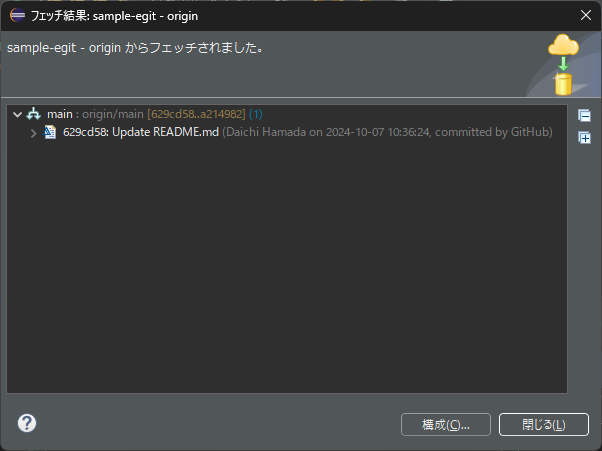 フェッチ結果: sample-egit - origin
sample-egit - origin からフェッチされました。
main : origin/main [629cd58..a214982] (1)
629cd58: Update README.md (Daichi Hamada on 2024-10-07 10:36:24, committed by GitHub)
?
構成(C)...
閉じる(L)